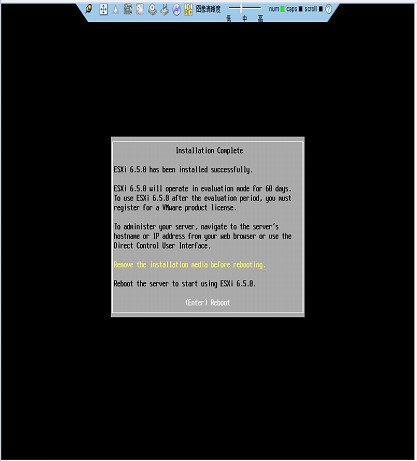 图像清晰度
num caps scroll
低 中 高
Installation Complete
ESXi 6.5.0 has been installed successfully.
ESXi 6.5.0 will operate in evaluation mode for 60 days.
To use ESXi 6.5.0 after the evaluation period, you must
register for a VMware product license.
To administer your server, navigate to the server's
hostname or IP address from your web browser or use the
Direct Control User Interface.
Remove the installation media before rebooting.
Reboot the server to start using ESXi 6.5.0.
(Enter) Reboot